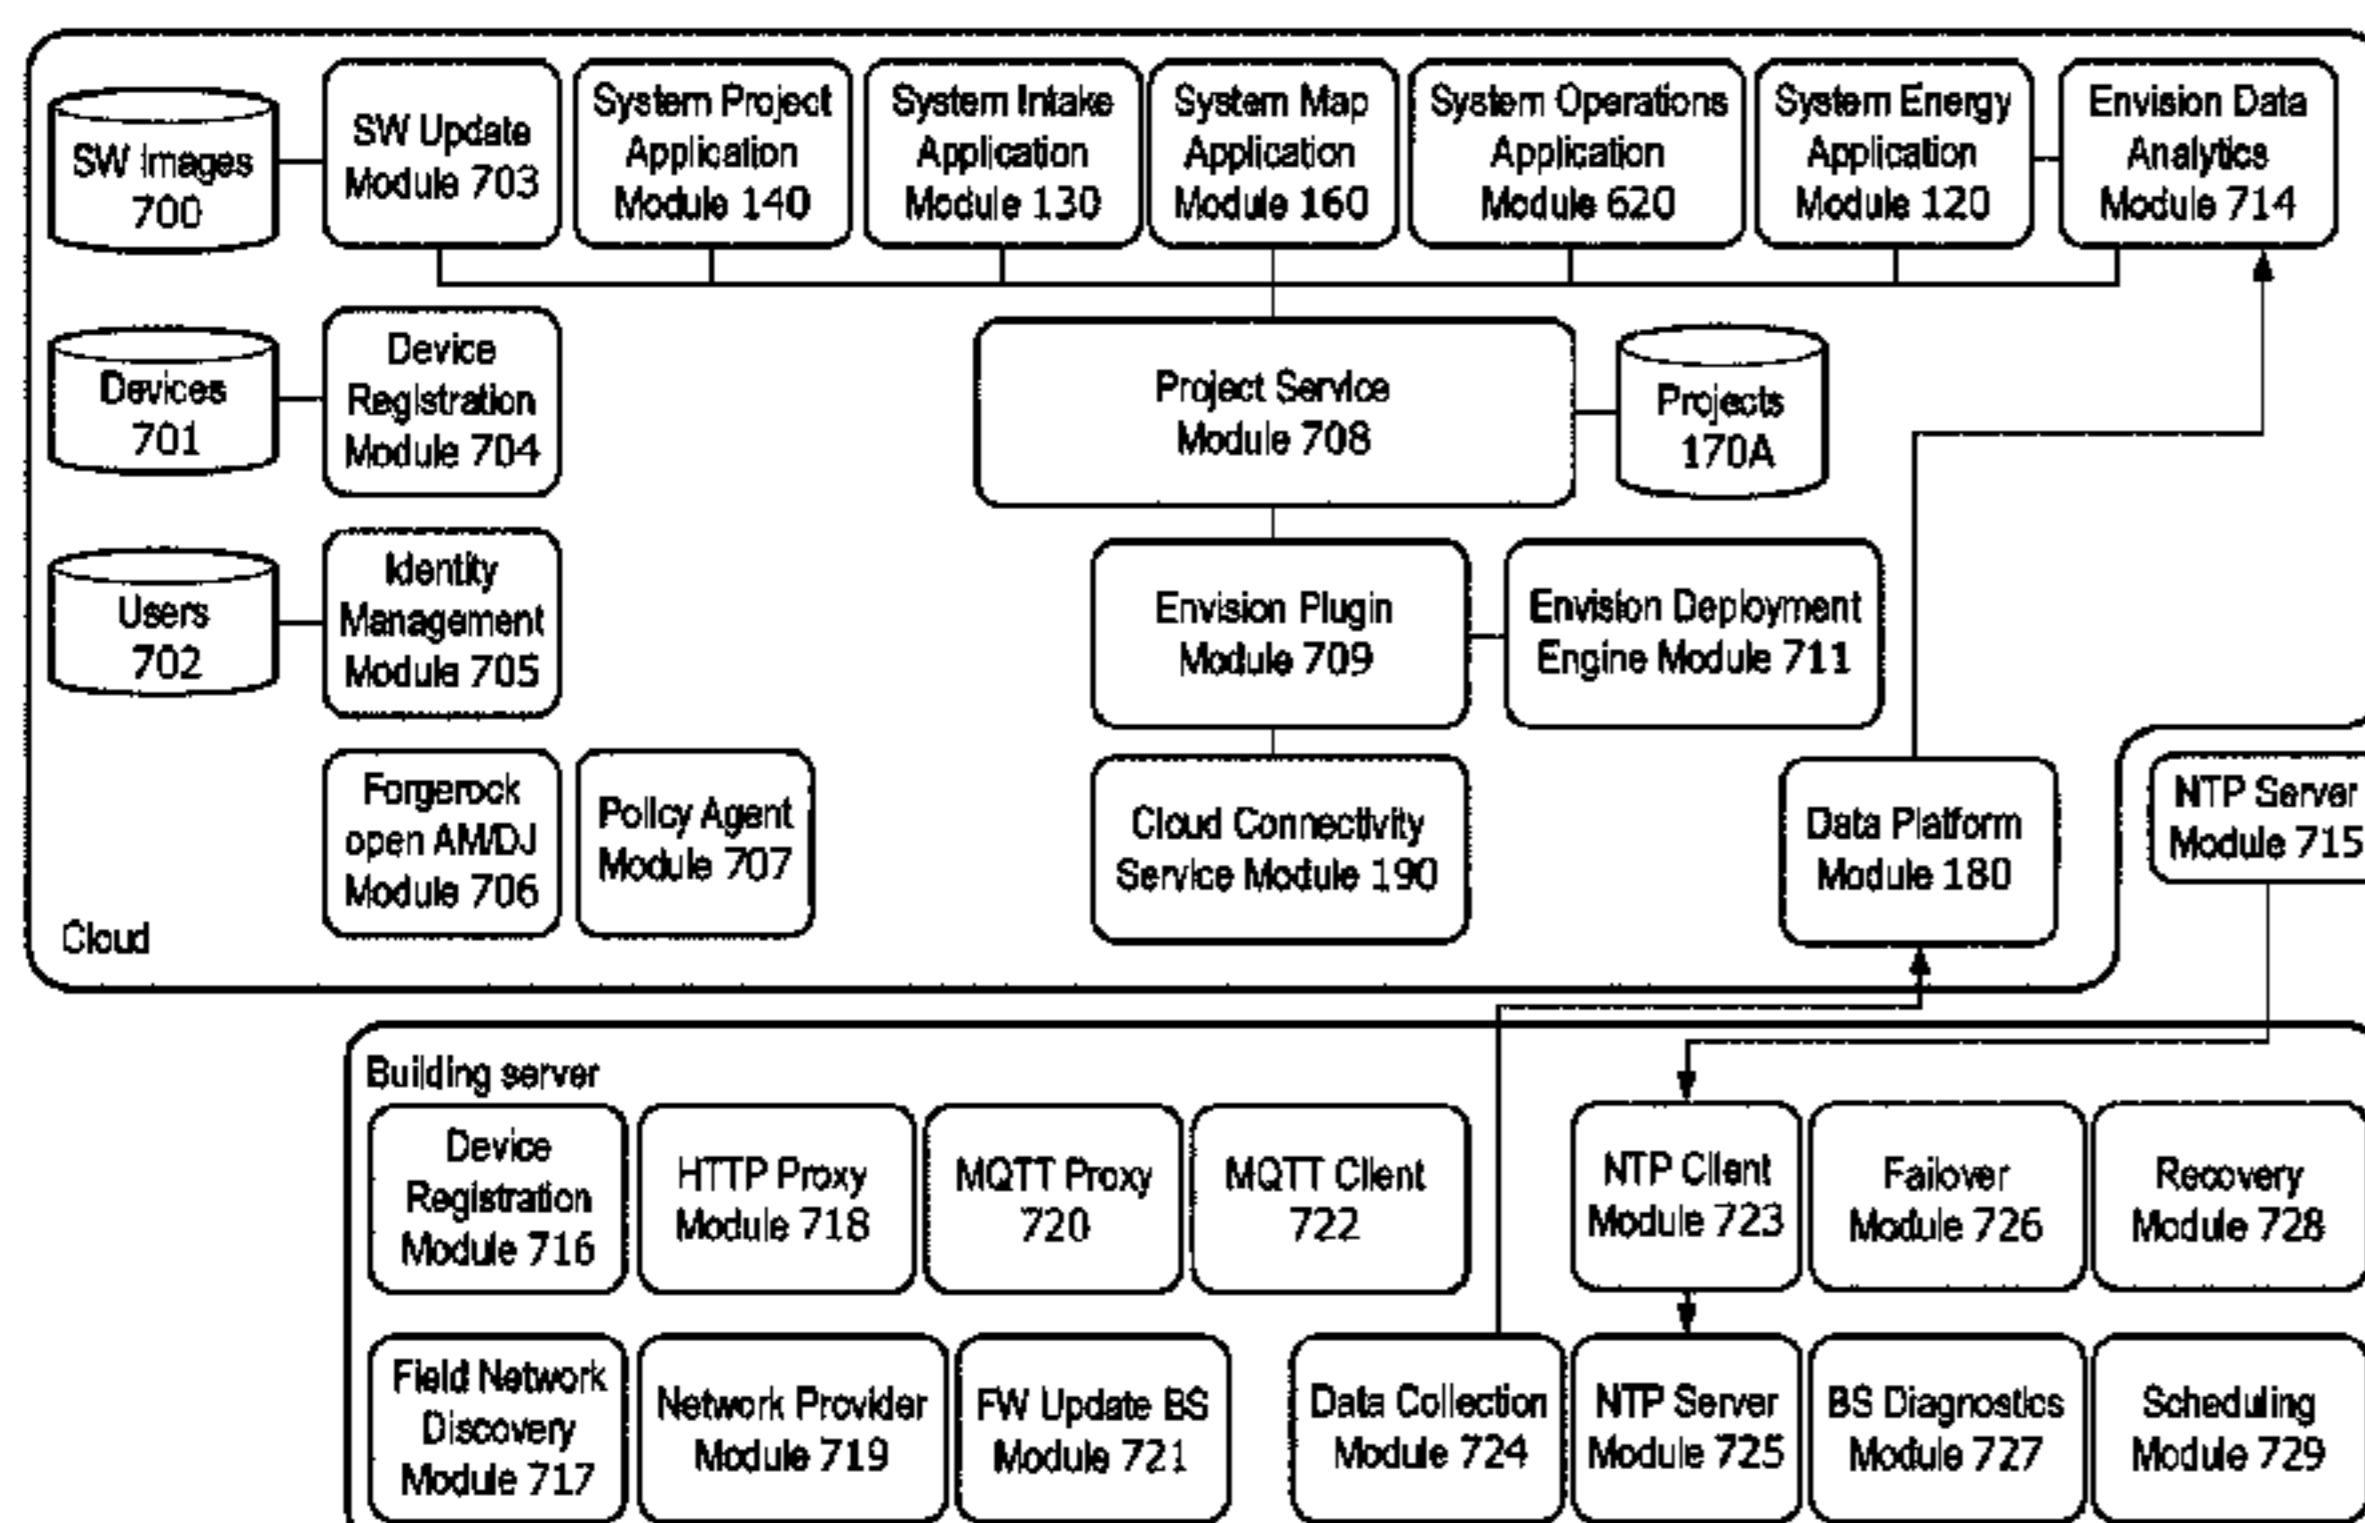 SW Images
700
SW Update
Module 703
System Project
Application
Module 140
System Intake
Application
Module 130
System Map
Application
Module 160
System Operations
Application
Module 620
System Energy
Application
Module 120
Envision Data
Analytics
Module 714
Devices
701
Device
Registration
Module 704
Project Service
Module 708
Projects
170A
Users
702
Identity
Management
Module 705
Envision Plugin
Module 709
Envision Deployment
Engine Module 711
Forgerock
open AM/DJ
Module 706
Policy Agent
Module 707
Cloud Connectivity
Service Module 190
Data Platform
Module 180
NTP Server
Module 715
Cloud
Building server
Device
Registration
Module 716
HTTP Proxy
Module 718
MQTT Proxy
720
MQTT Client
722
NTP Client
Module 723
Failover
Module 726
Recovery
Module 728
Field Network
Discovery
Module 717
Network Provider
Module 719
FW Update BS
Module 721
Data Collection
Module 724
NTP Server
Module 725
BS Diagnostics
Module 727
Scheduling
Module 729